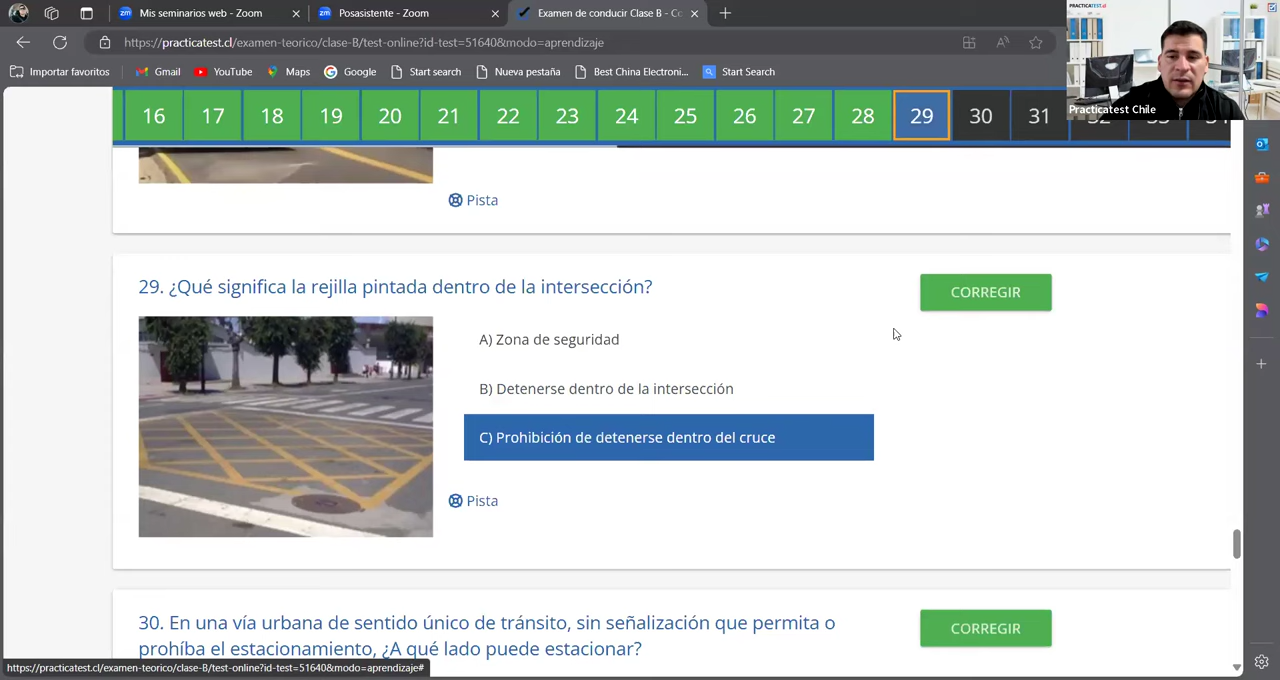 Mis seminarios web - Zoom
Posasistente - Zoom
Examen de conducir Clase B - Co
https://practicatest.cl/examen-teorico/clase-B/test-online?id-test=51640&modo=aprendizaje
Importar favoritos
Gmail
YouTube
Maps
Google
Start search
Nueva pestaña
Best China Electroni...
Start Search
PRACTICATEST.cl
Practicatest Chile
16 17 18 19 20 21 22 23 24 25 26 27 28 29 30 31
Pista
29. ¿Qué significa la rejilla pintada dentro de la intersección?
CORREGIR
A) Zona de seguridad
B) Detenerse dentro de la intersección
C) Prohibición de detenerse dentro del cruce
Pista
30. En una vía urbana de sentido único de tránsito, sin señalización que permita o
prohíba el estacionamiento, ¿A qué lado puede estacionar?
CORREGIR
https://practicatest.cl/examen-teorico/clase-B/test-online?id-test=51640&modo=aprendizaje#